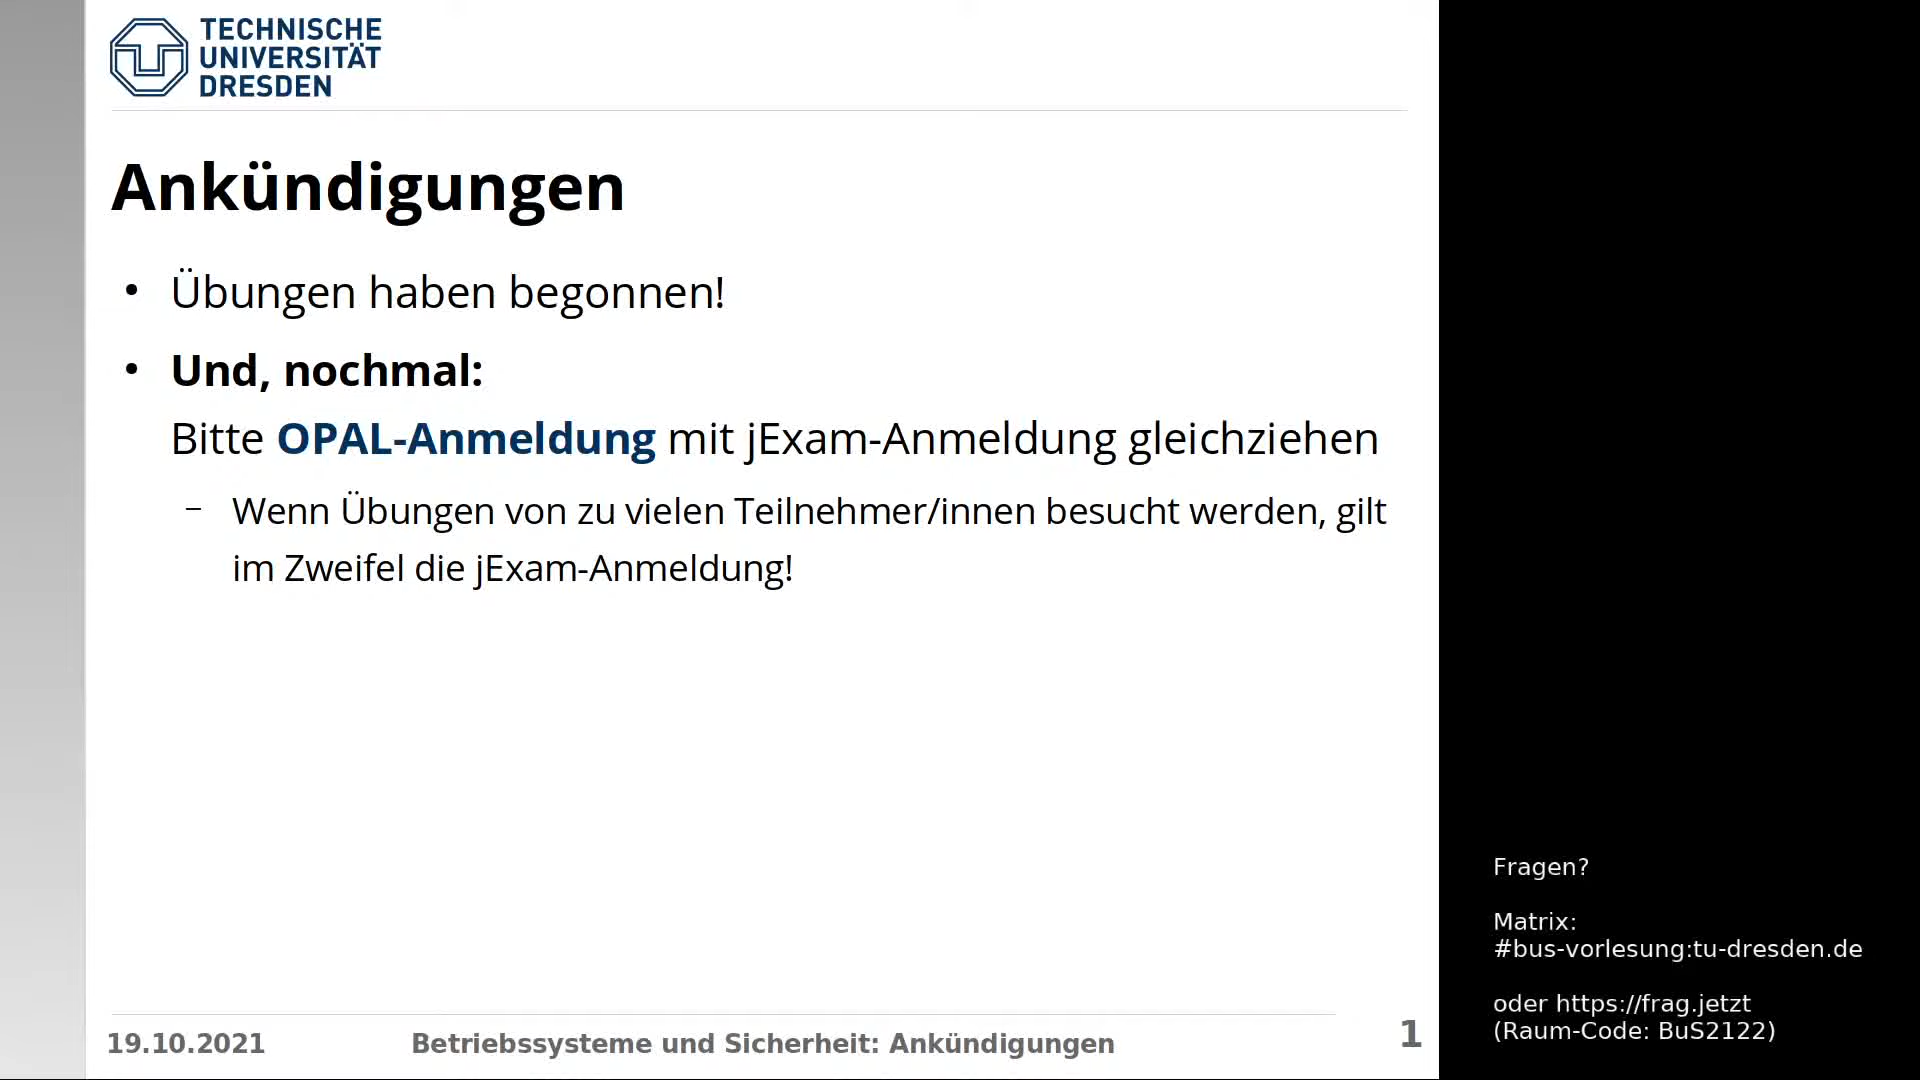 TECHNISCHE
UNIVERSITÄT
DRESDEN
Ankündigungen
• Übungen haben begonnen!
• Und, nochmal:
Bitte OPAL-Anmeldung mit jExam-Anmeldung gleichziehen
– Wenn Übungen von zu vielen Teilnehmer/innen besucht werden, gilt
im Zweifel die jExam-Anmeldung!
19.10.2021 Betriebssysteme und Sicherheit: Ankündigungen 1
Fragen?
Matrix:
#bus-vorlesung:tu-dresden.de
oder https://frag.jetzt
(Raum-Code: BuS2122)